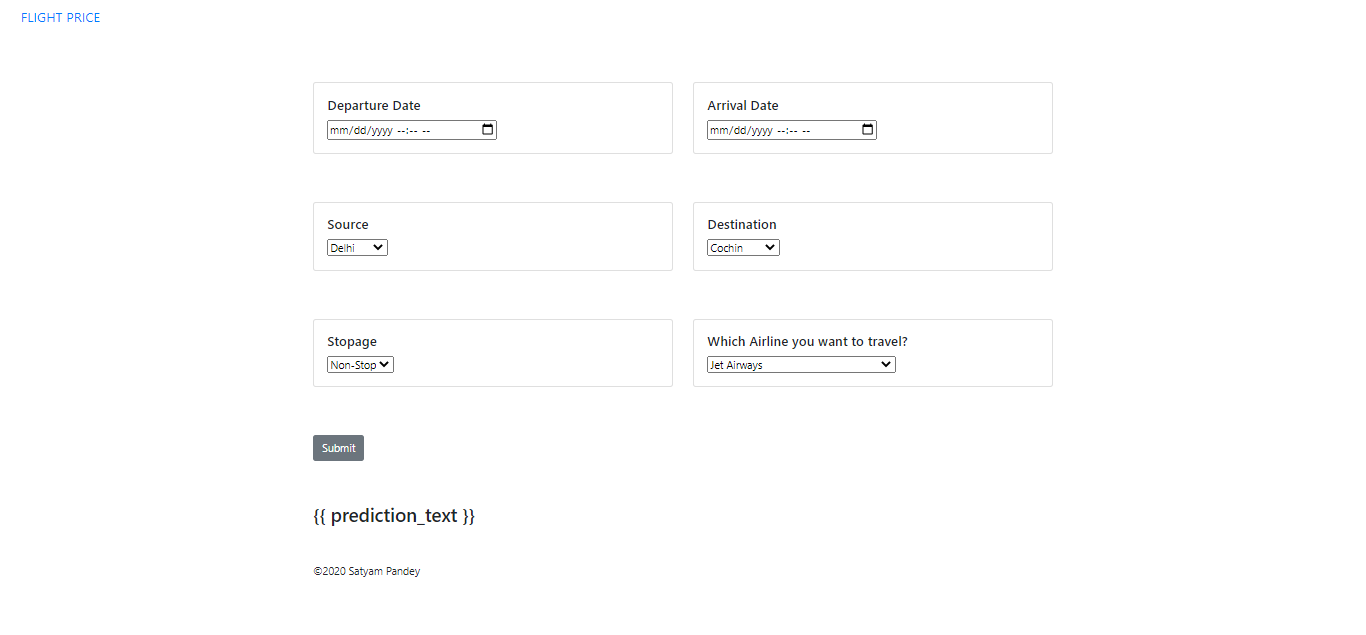 FLIGHT PRICE
Departure Date
Arrival Date
mm/dd/yyyy --:-- --
mm/dd/yyyy --:-- --
Source
Destination
Delhi
Cochin
Stopage
Which Airline you want to travel?
Non-Stop
Jet Airways
Submit
{{ prediction_text }}
©2020 Satyam Pandey